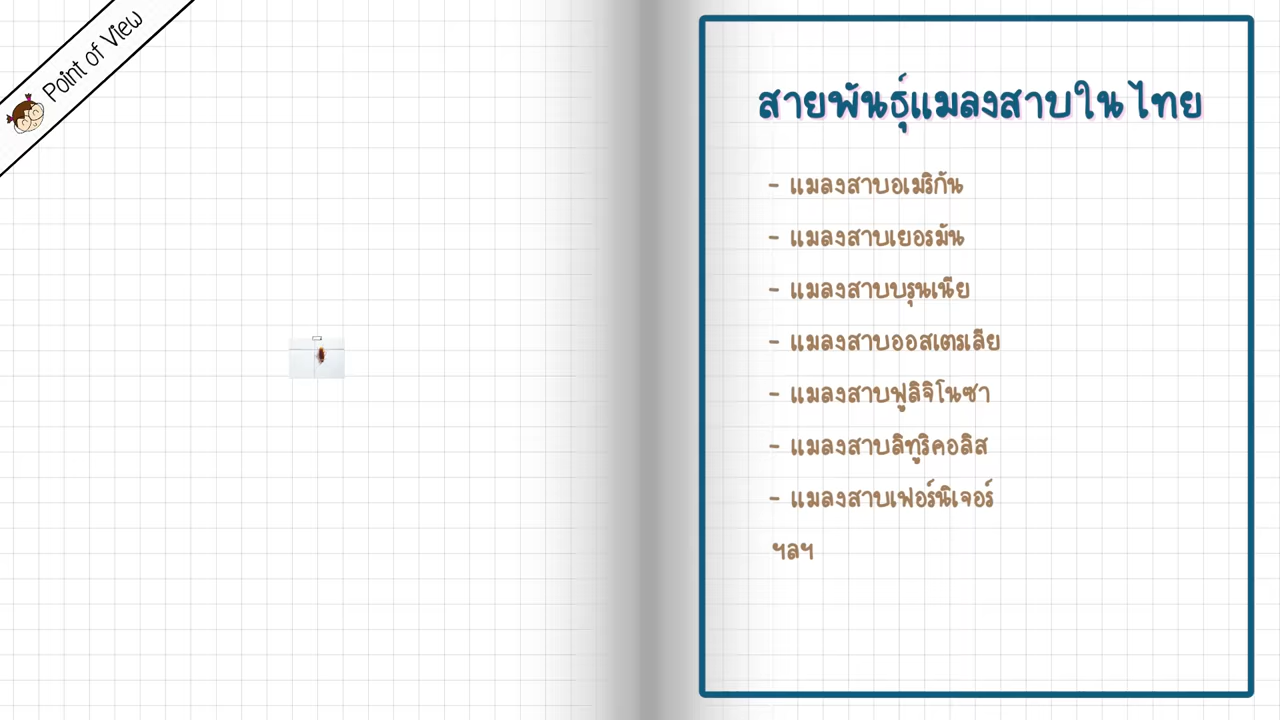 Point of View
สายพันธุ์แมลงสาบในไทย
- แมลงสาบอเมริกัน
- แมลงสาบเยอรมัน
- แมลงสาบบรุนเนีย
- แมลงสาบออสเตรเลีย
- แมลงสาบฟูลิจิโนซา
- แมลงสาบลิทูริคอลิส
- แมลงสาบเฟอร์นิเจอร์
ฯลฯ